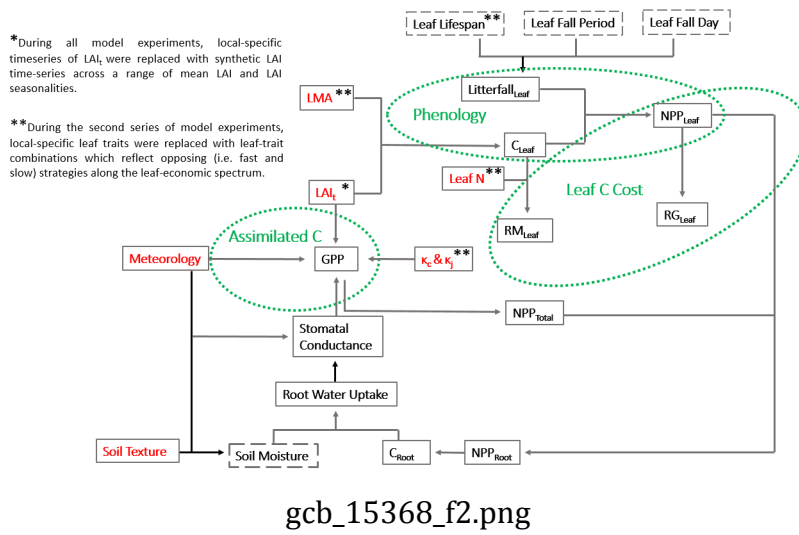 *During all model experiments, local-specific
timeseries of LAIt were replaced with synthetic LAI
time-series across a range of mean LAI and LAI
seasonalities.
**During the second series of model experiments,
local-specific leaf traits were replaced with leaf-trait
combinations which reflect opposing (i.e. fast and
slow) strategies along the leaf-economic spectrum.
Leaf Lifespan**
Leaf Fall Period
Leaf Fall Day
LitterfallLeaf
LMA **
Phenology
NPPLeaf
CLeaf
Leaf N**
Leaf C Cost
LAIt *
RGLeaf
RMLeaf
Assimilated C
Meteorology
GPP
κc & κj**
NPPTotal
Stomatal
Conductance
Root Water Uptake
Soil Texture
Soil Moisture
CRoot
NPPRoot
gcb_15368_f2.png